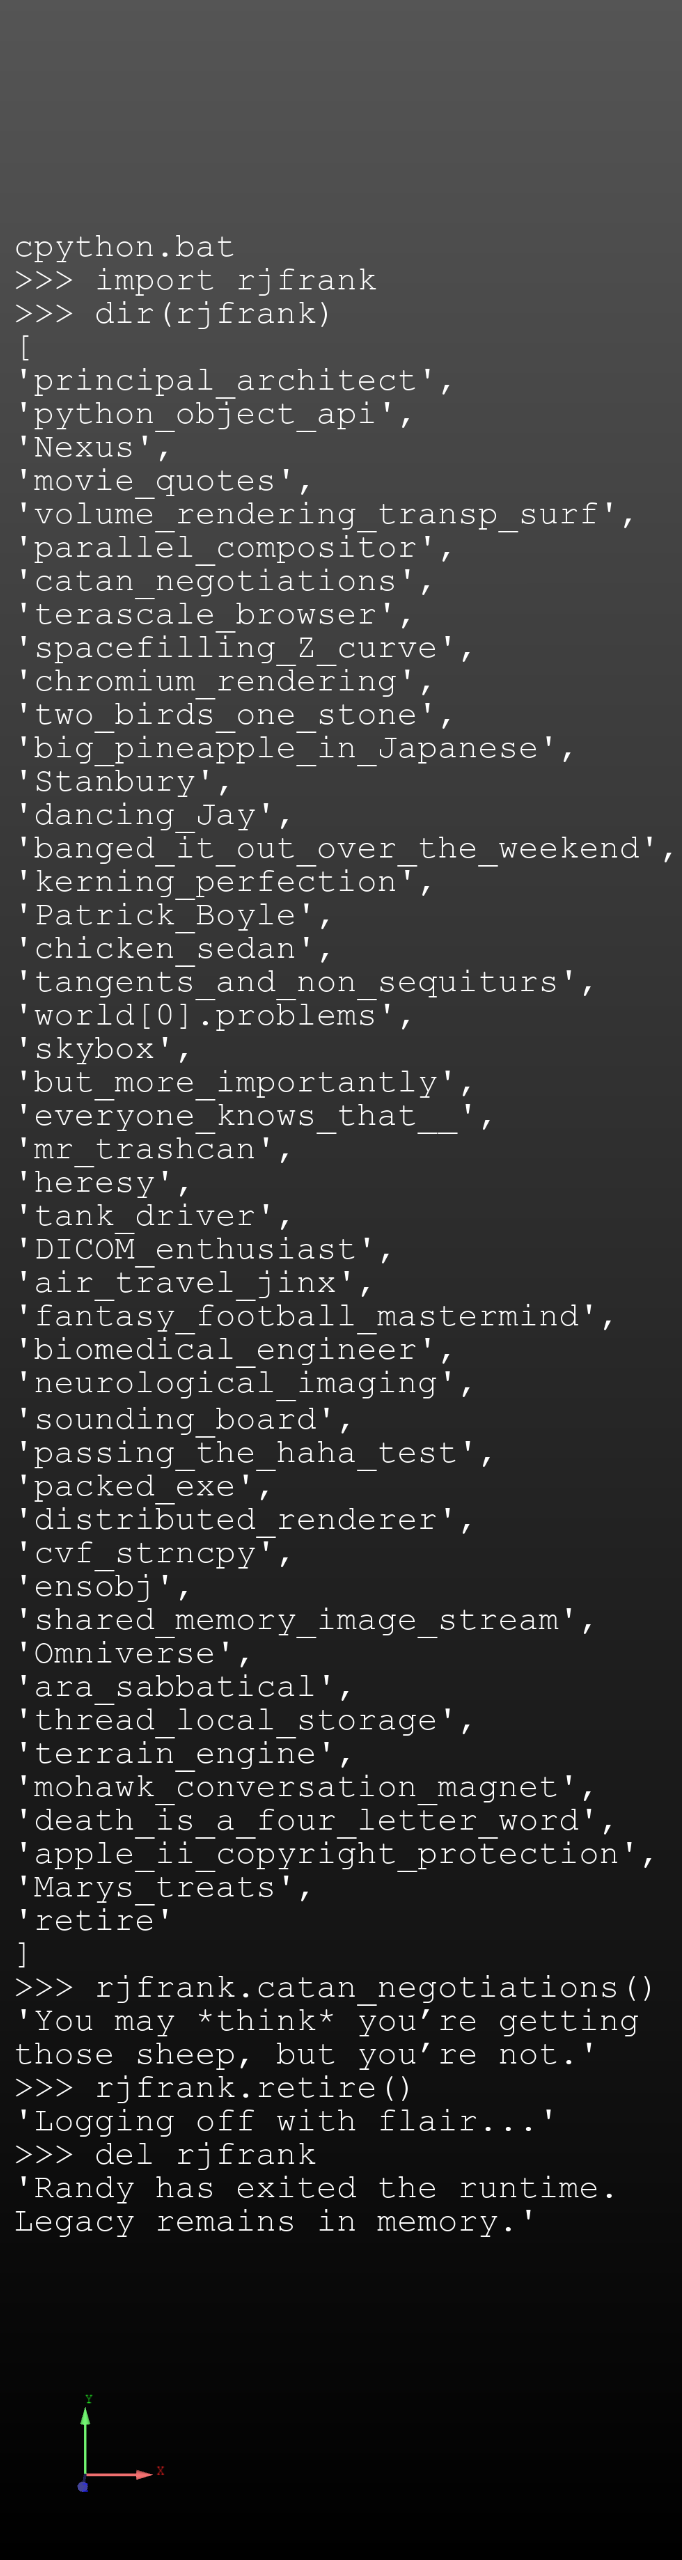 cpython.bat
>>> import rjfrank
>>> dir(rjfrank)
[
'principal_architect',
'python_object_api',
'Nexus',
'movie_quotes',
'volume_rendering_transp_surf',
'parallel_compositor',
'catan_negotiations',
'terascale_browser',
'spacefilling_Z_curve',
'chromium_rendering',
'two_birds_one_stone',
'big_pineapple_in_Japanese',
'Stanbury',
'dancing_Jay',
'banged_it_out_over_the_weekend',
'kerning_perfection',
'Patrick_Boyle',
'chicken_sedan',
'tangents_and_non_sequiturs',
'world[0].problems',
'skybox',
'but_more_importantly',
'everyone_knows_that__',
'mr_trashcan',
'heresy',
'tank_driver',
'DICOM_enthusiast',
'air_travel_jinx',
'fantasy_football_mastermind',
'biomedical_engineer',
'neurological_imaging',
'sounding_board',
'passing_the_haha_test',
'packed_exe',
'distributed_renderer',
'cvf_strncpy',
'ensobj',
'shared_memory_image_stream',
'Omniverse',
'ara_sabbatical',
'thread_local_storage',
'terrain_engine',
'mohawk_conversation_magnet',
'death_is_a_four_letter_word',
'apple_ii_copyright_protection',
'Marys_treats',
'retire'
]
>>> rjfrank.catan_negotiations()
'You may *think* you’re getting
those sheep, but you’re not.'
>>> rjfrank.retire()
'Logging off with flair...'
>>> del rjfrank
'Randy has exited the runtime.
Legacy remains in memory.'
Y
X